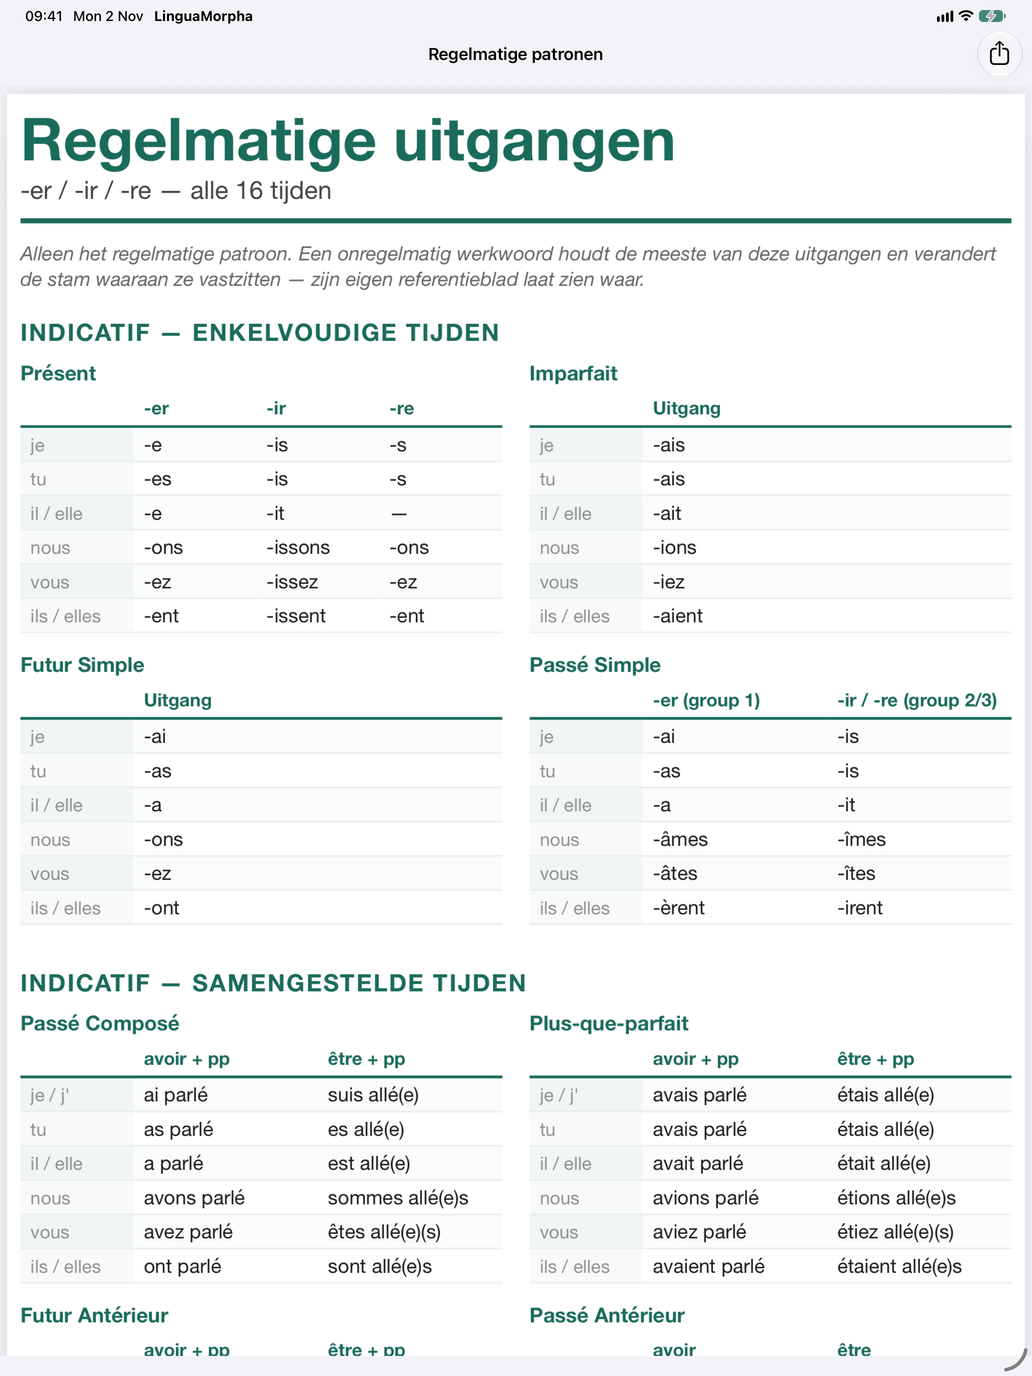 09:41 Mon 2 Nov LinguaMorpha
Regelmatige patronen
Regelmatige uitgangen
-er / -ir / -re — alle 16 tijden
Alleen het regelmatige patroon. Een onregelmatig werkwoord houdt de meeste van deze uitgangen en verandert
de stam waaraan ze vastzitten — zijn eigen referentieblad laat zien waar.
INDICATIF — ENKELVOUDIGE TIJDEN
Présent
-er -ir -re
je -e -is -s
tu -es -is -s
il / elle -e -it —
nous -ons -issons -ons
vous -ez -issez -ez
ils / elles -ent -issent -ent
Imparfait
Uitgang
je -ais
tu -ais
il / elle -ait
nous -ions
vous -iez
ils / elles -aient
Futur Simple
Uitgang
je -ai
tu -as
il / elle -a
nous -ons
vous -ez
ils / elles -ont
Passé Simple
-er (group 1) -ir / -re (group 2/3)
je -ai -is
tu -as -is
il / elle -a -it
nous -âmes -îmes
vous -âtes -îtes
ils / elles -èrent -irent
INDICATIF — SAMENGESTELDE TIJDEN
Passé Composé
avoir + pp être + pp
je / j' ai parlé suis allé(e)
tu as parlé es allé(e)
il / elle a parlé est allé(e)
nous avons parlé sommes allé(e)s
vous avez parlé êtes allé(e)(s)
ils / elles ont parlé sont allé(e)s
Plus-que-parfait
avoir + pp être + pp
je / j' avais parlé étais allé(e)
tu avais parlé étais allé(e)
il / elle avait parlé était allé(e)
nous avions parlé étions allé(e)s
vous aviez parlé étiez allé(e)(s)
ils / elles avaient parlé étaient allé(e)s
Futur Antérieur
avoir + pp être + pp
Passé Antérieur
avoir être